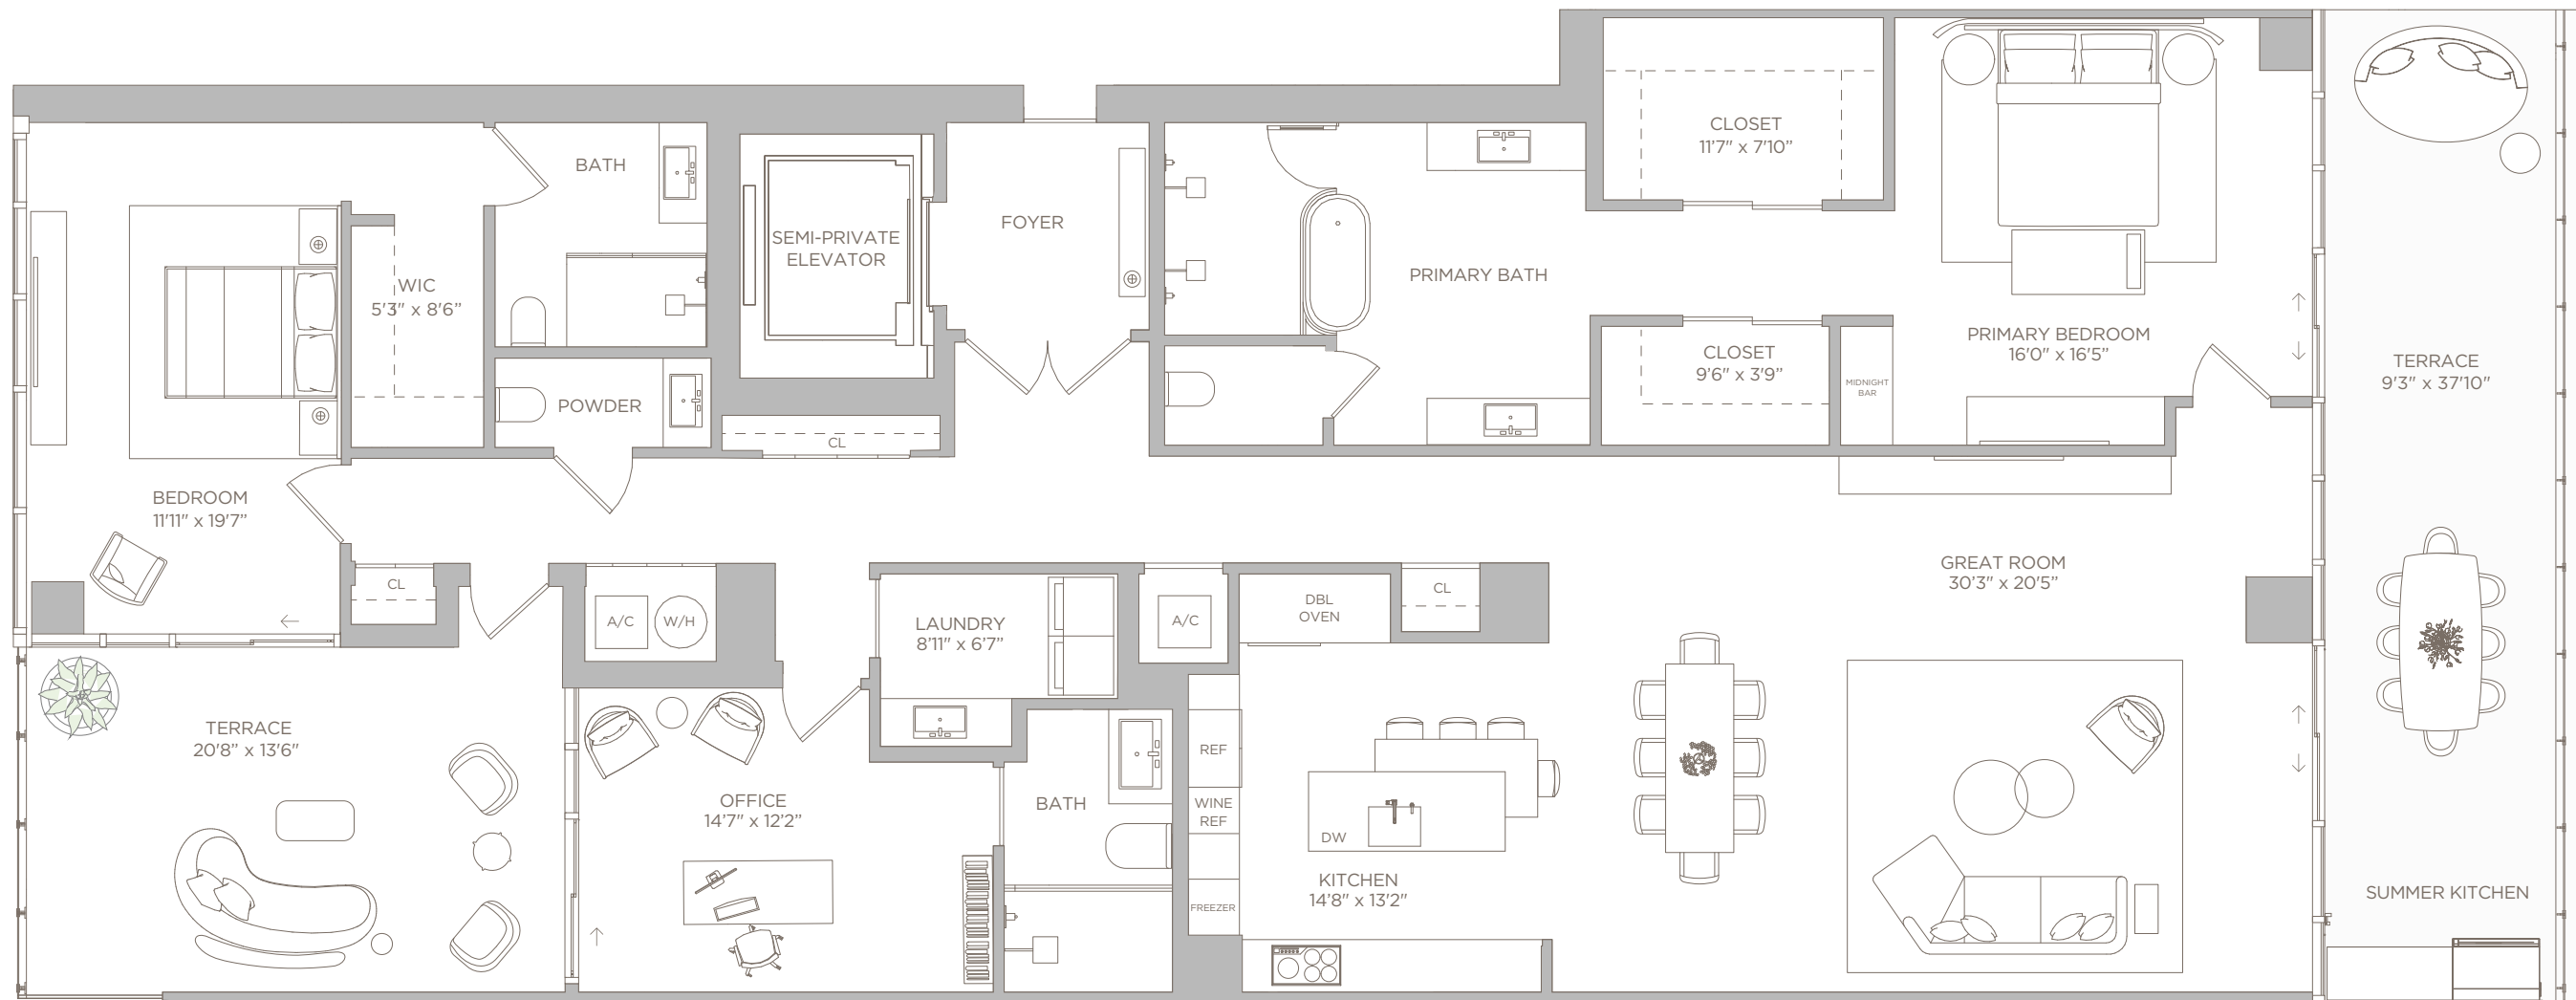 BATH
SEMI-PRIVATE
ELEVATOR
FOYER
CLOSET
11'7" x 7'10”
WIC
5'3" x 8'6”
PRIMARY BATH
POWDER
CL
CLOSET
9'6" x 3'9”
MIDNIGHT
BAR
PRIMARY BEDROOM
16'0" x 16'5”
TERRACE
9'3" x 37'10"
BEDROOM
11'11" x 19'7”
CL
A/C
W/H
LAUNDRY
8'11" x 6'7”
A/C
DBL
OVEN
CL
GREAT ROOM
30'3" x 20'5”
TERRACE
20'8” x 13'6"
OFFICE
14'7" x 12'2”
BATH
REF
WINE
REF
FREEZER
DW
KITCHEN
14'8" x 13'2"
SUMMER KITCHEN